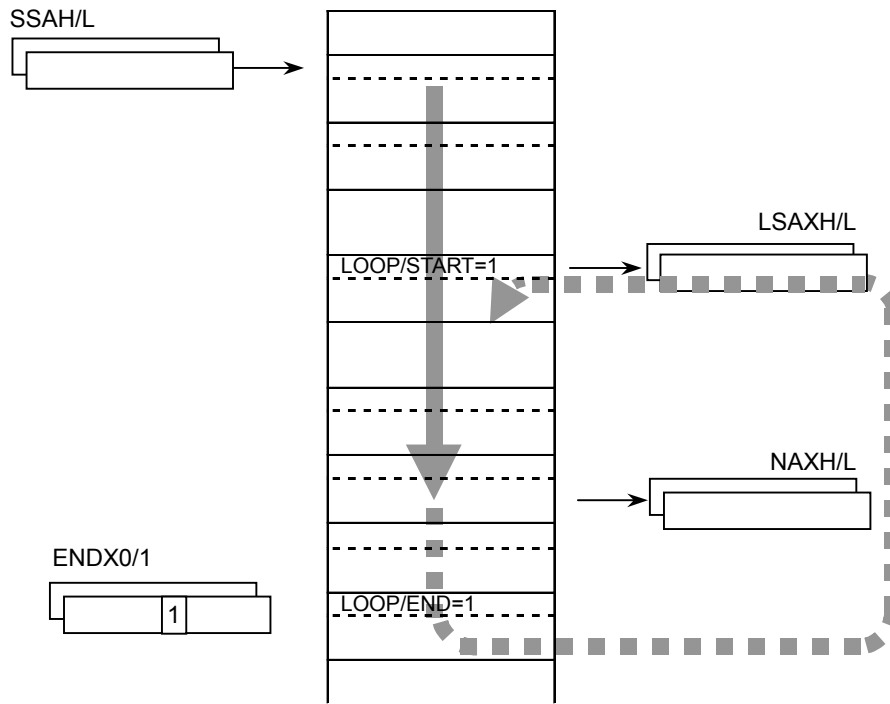 SSAH/L
LOOP/START=1
LSAXH/L
NAXH/L
ENDX0/1
1
LOOP/END=1